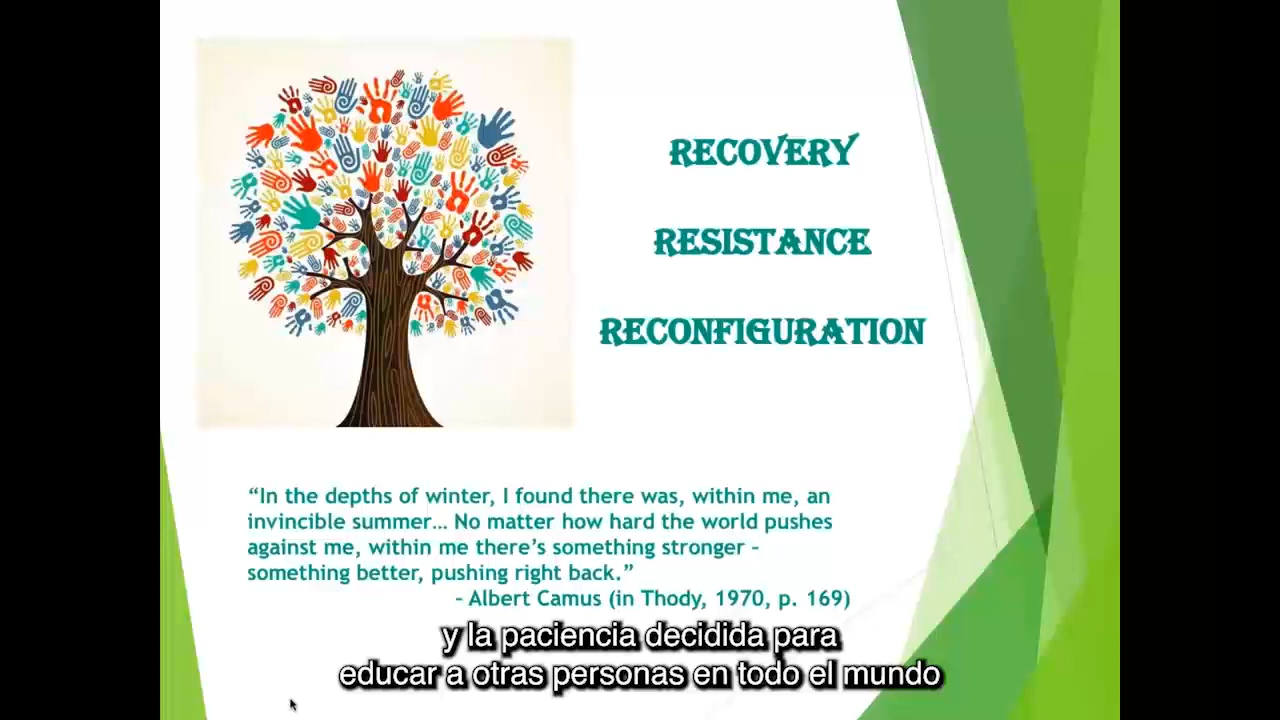 RECOVERY
RESISTANCE
RECONFIGURATION
“In the depths of winter, I found there was, within me, an
invincible summer… No matter how hard the world pushes
against me, within me there’s something stronger –
something better, pushing right back.”
– Albert Camus (in Thody, 1970, p. 169)
y la paciencia decidida para
educar a otras personas en todo el mundo